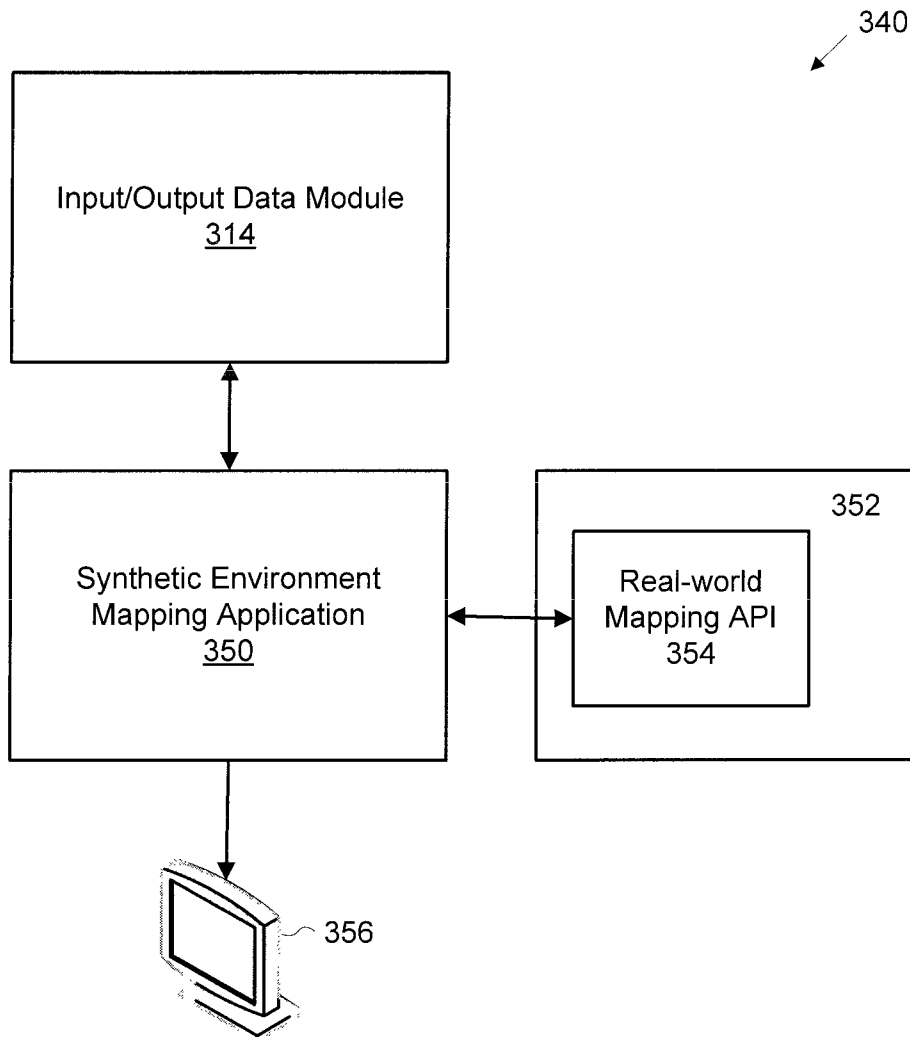 340
Input/Output Data Module
314
352
Synthetic Environment
Mapping Application
350
Real-world
Mapping API
354
356